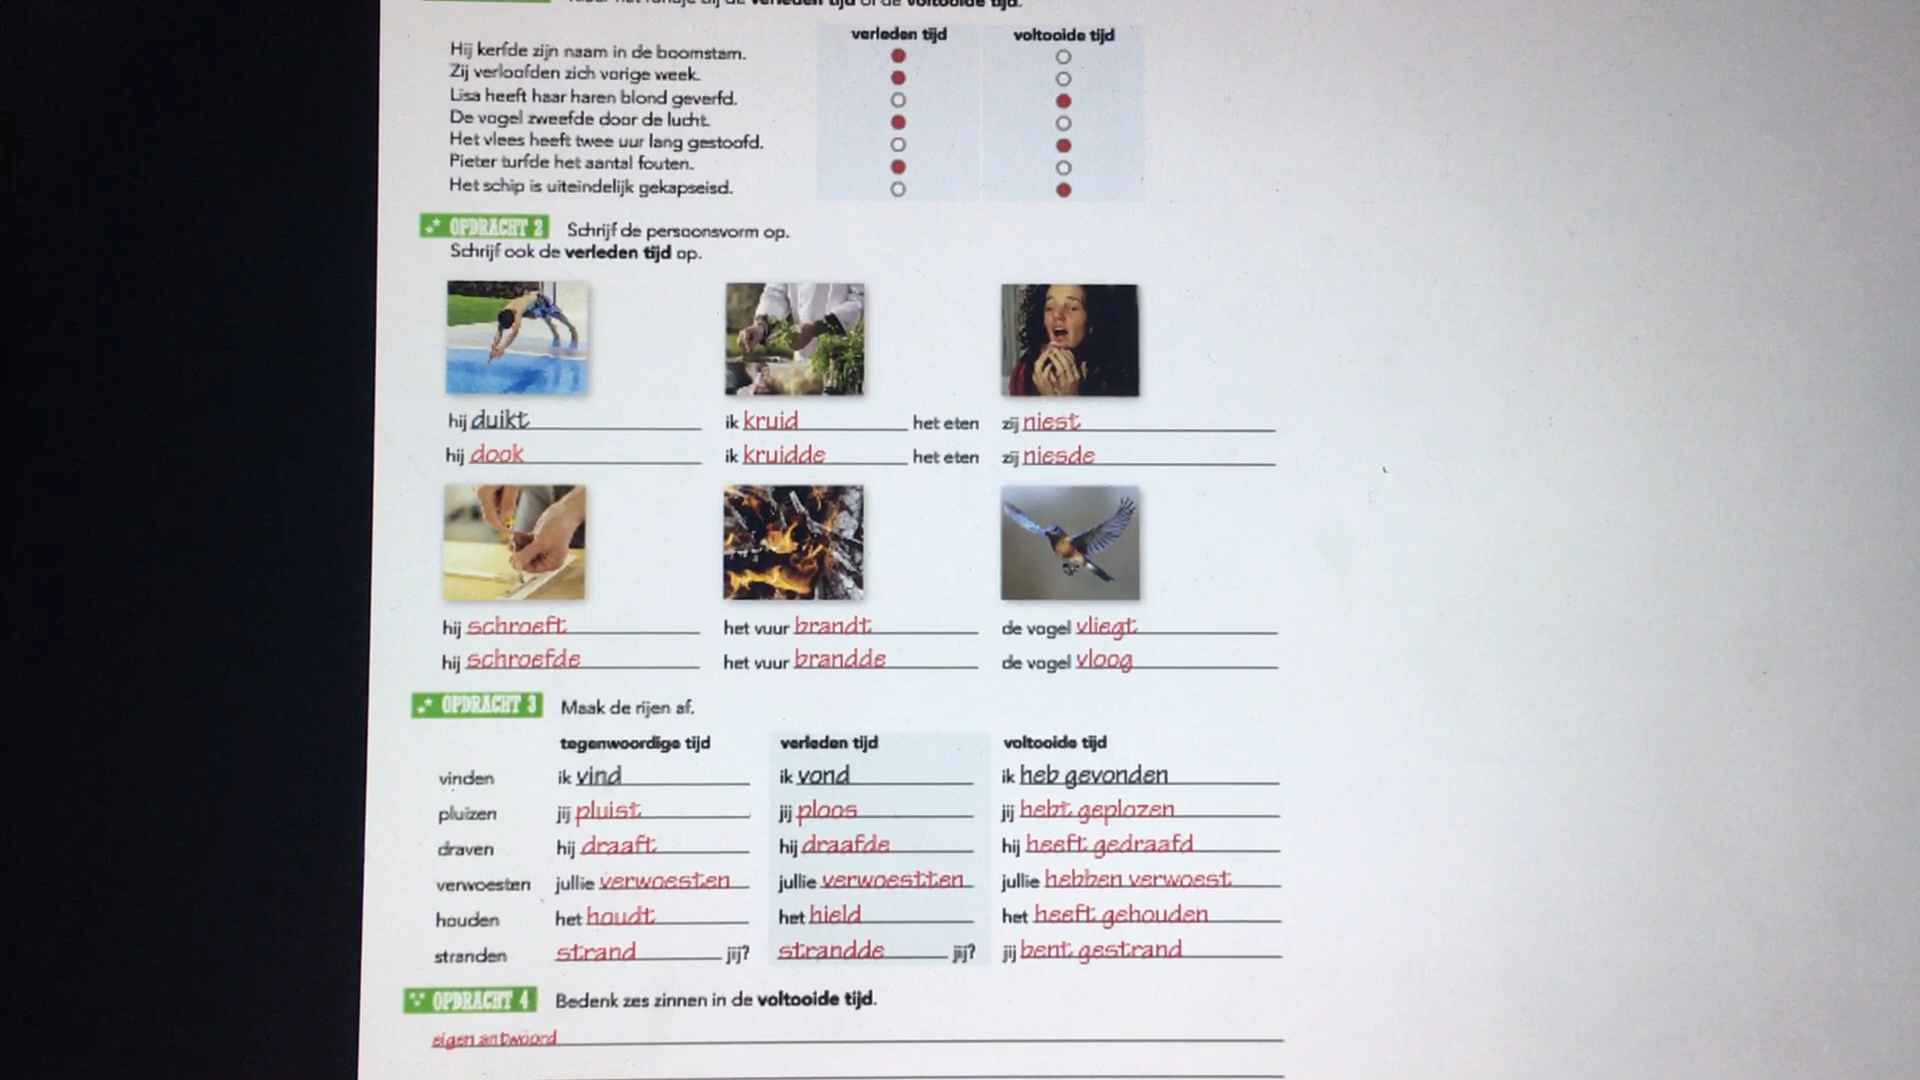 verleden tijd of de voltooide tijd.
verleden tijd voltooide tijd
Hij kerfde zijn naam in de boomstam.
Zij verloofden zich vorige week.
Lisa heeft haar haren blond geverfd.
De vogel zweefde door de lucht.
Het vlees heeft twee uur lang gestoofd.
Pieter turfde het aantal fouten.
Het schip is uiteindelijk gekapseisd.
OPDRACHT 2 Schrijf de persoonsvorm op.
Schrijf ook de verleden tijd op.
hij duikt ik kruid het eten zij niest
hij dook ik kruidde het eten zij niesde
hij schroeft het vuur brandt de vogel vliegt
hij schroefde het vuur brandde de vogel vloog
OPDRACHT 3 Maak de rijen af.
tegenwoordige tijd verleden tijd voltooide tijd
vinden ik vind ik vond ik heb gevonden
pluizen jij pluist jij ploos jij hebt geplozen
draven hij draaft hij draafde hij heeft gedraafd
verwoesten jullie verwoesten jullie verwoestten jullie hebben verwoest
houden het houdt het hield het heeft gehouden
stranden strand jij? strandde jij? jij bent gestrand
OPDRACHT 4 Bedenk zes zinnen in de voltooide tijd.
eigen antwoord